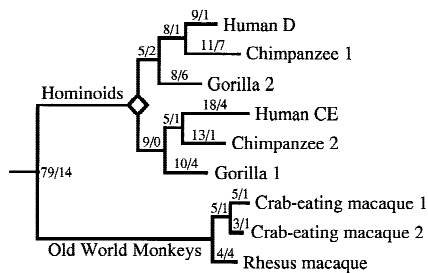 9/1 Human D
8/1
11/7 Chimpanzee 1
5/2
8/6 Gorilla 2
Hominoids
18/4 Human CE
5/1
13/1 Chimpanzee 2
9/0
10/4 Gorilla 1
79/14
5/1 Crab-eating macaque 1
5/1
3/1 Crab-eating macaque 2
Old World Monkeys
4/4 Rhesus macaque